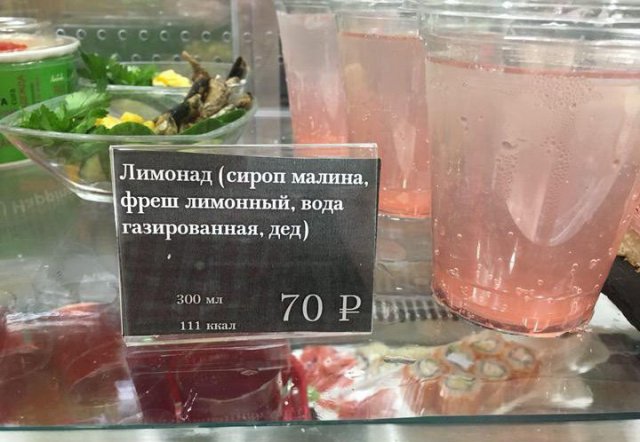 Лимонад (сироп малина,
фреш лимонный, вода
газированная, дед)
300 мл
70 ₽
111 ккал